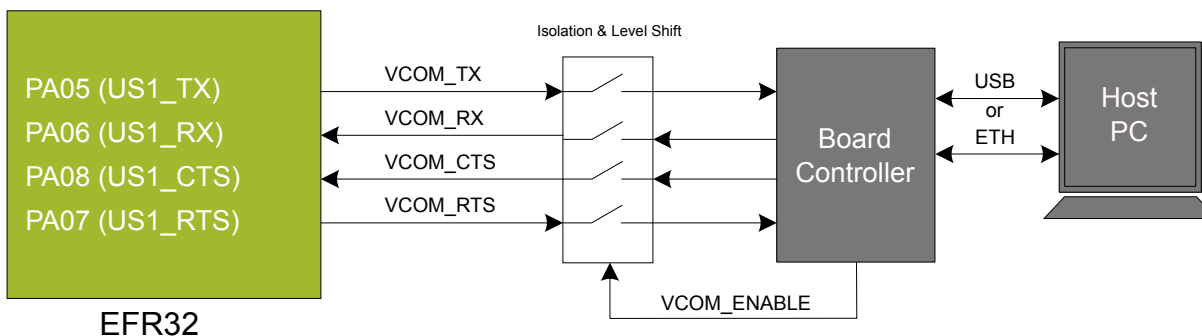 Isolation & Level Shift
PA05 (US1_TX)
PA06 (US1_RX)
PA08 (US1_CTS)
PA07 (US1_RTS)
VCOM_TX
VCOM_RX
VCOM_CTS
VCOM_RTS
Board
Controller
USB
or
ETH
Host
PC
VCOM_ENABLE
EFR32